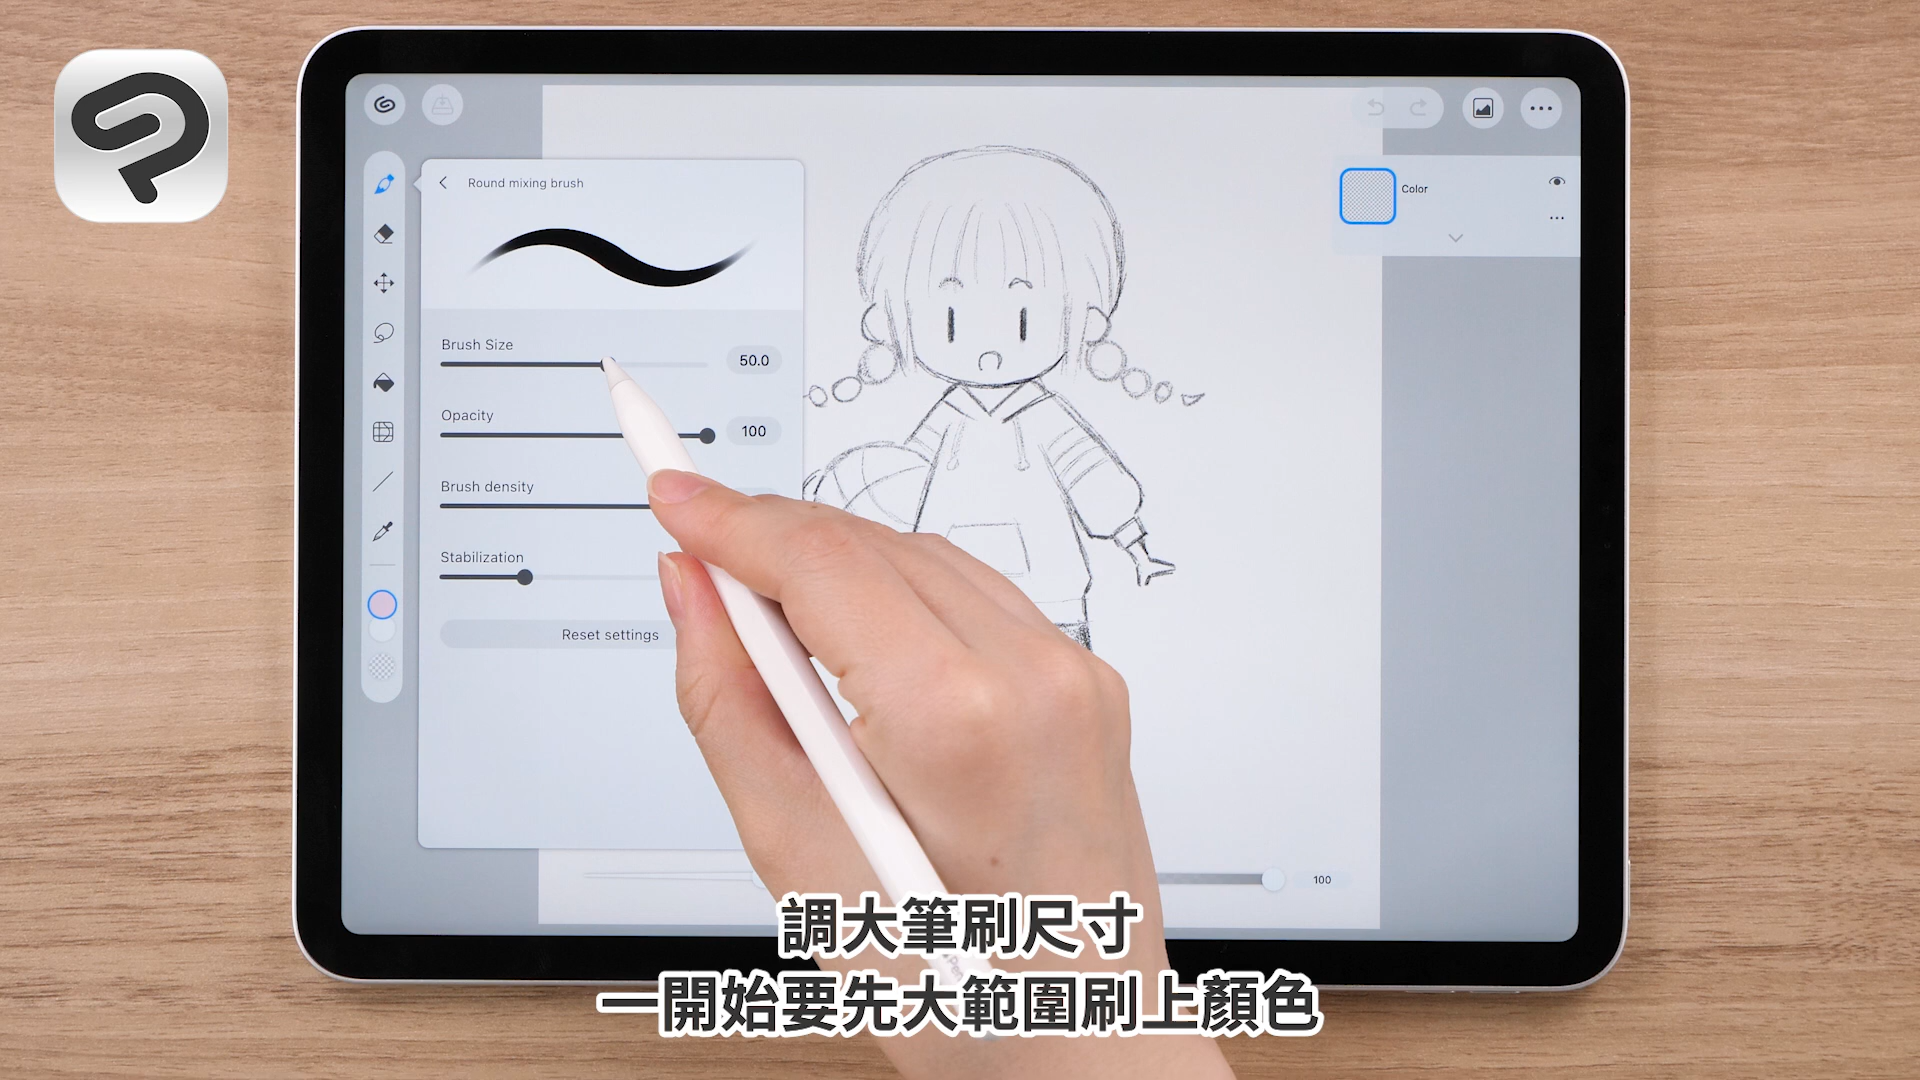 Round mixing brush
Color
Brush Size
50.0
Opacity
100
Brush density
Stabilization
Reset settings
100
調大筆刷尺寸
一開始要先大範圍刷上顏色